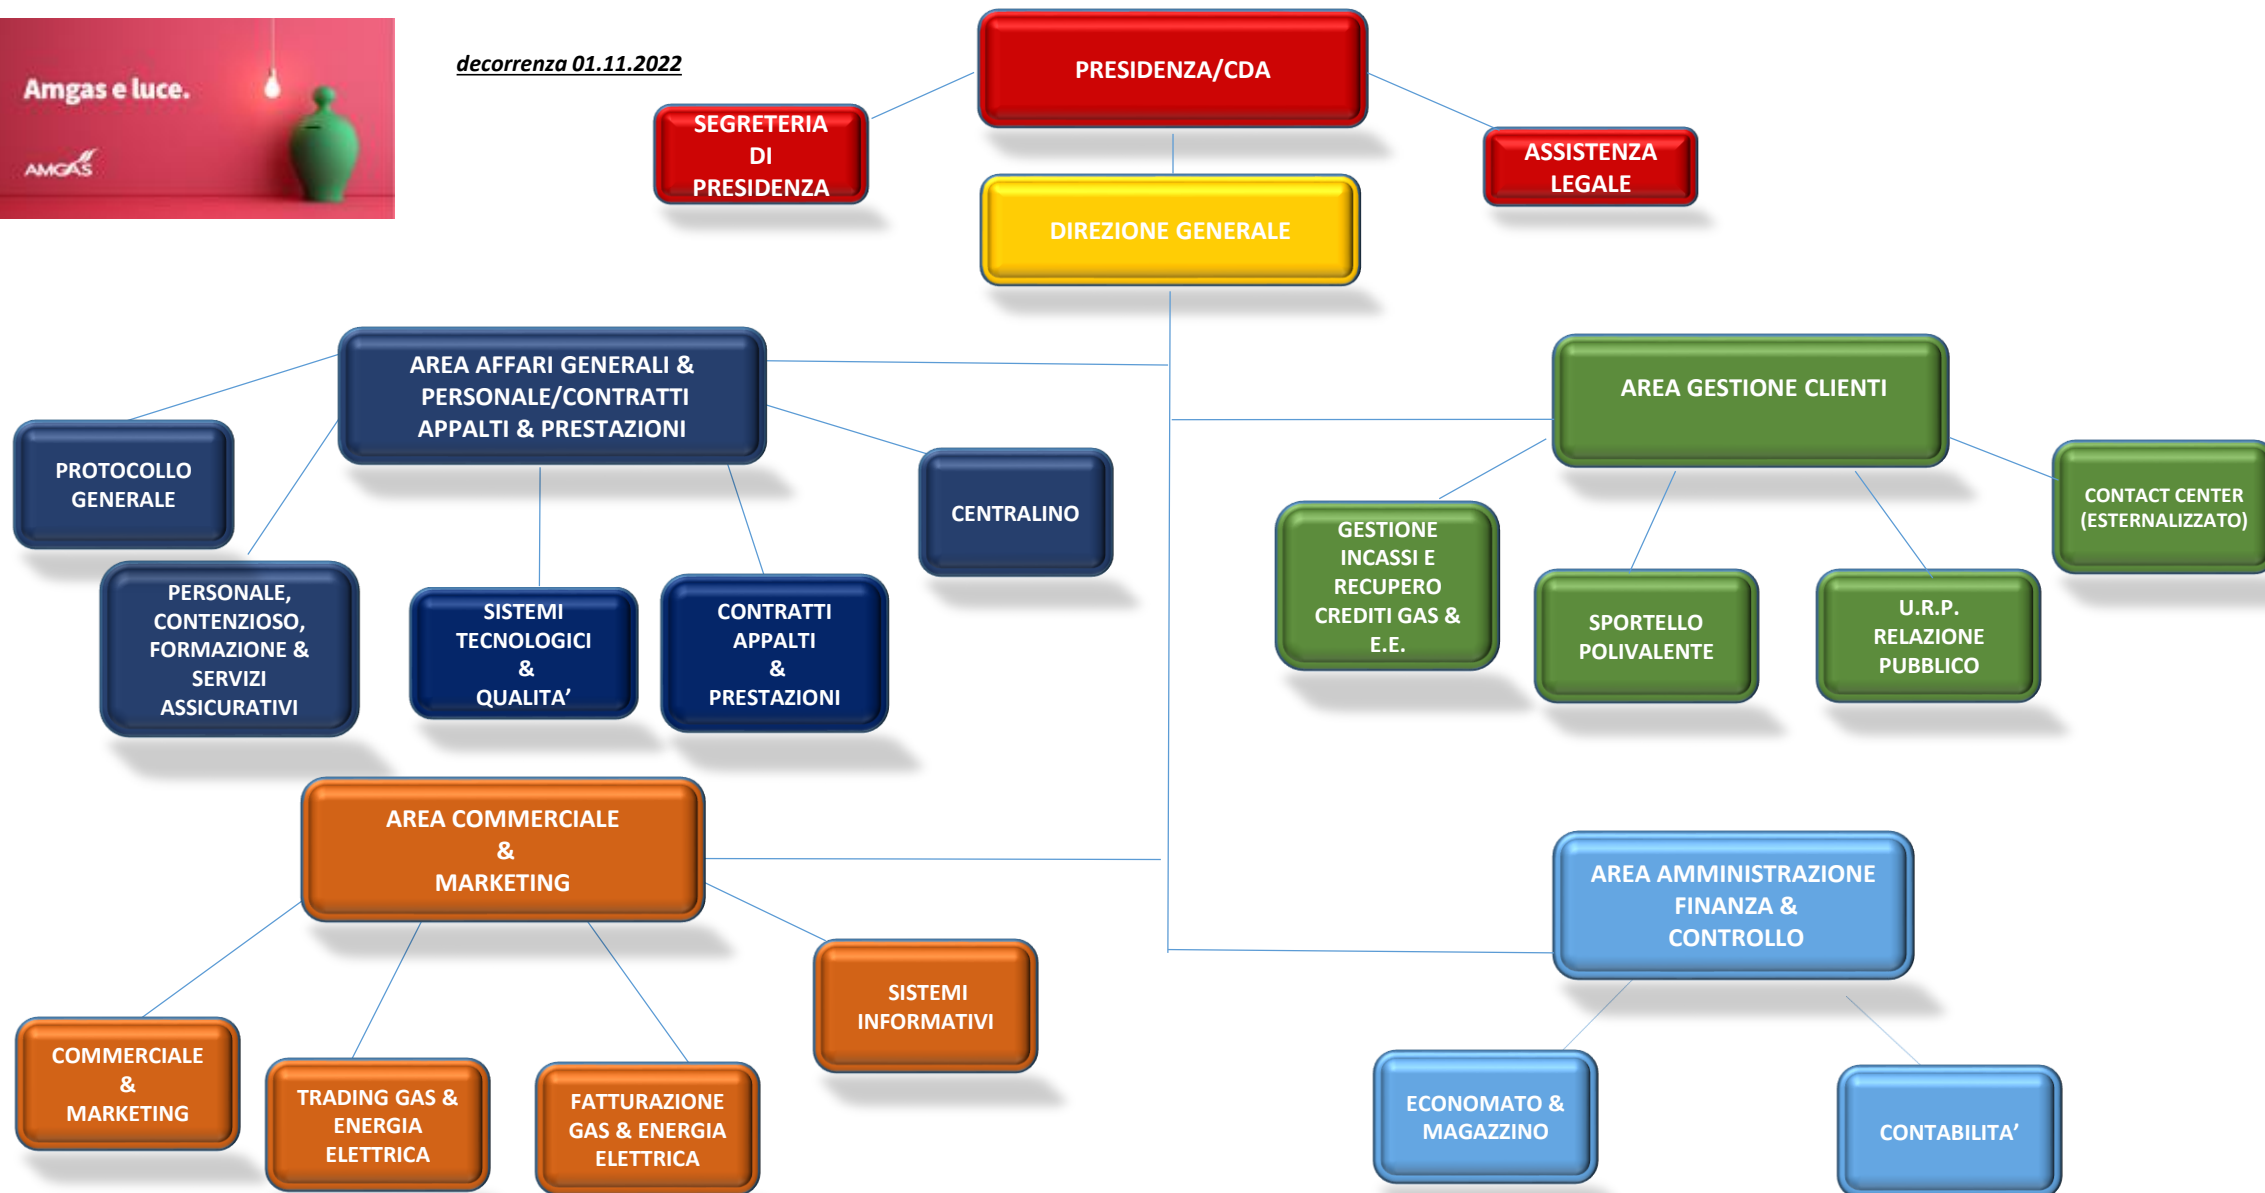 Amgas e luce.
AMGAS
decorrenza 01.11.2022
PRESIDENZA/CDA
SEGRETERIA
DI
PRESIDENZA
ASSISTENZA
LEGALE
DIREZIONE GENERALE
AREA AFFARI GENERALI &
PERSONALE/CONTRATTI
APPALTI & PRESTAZIONI
PROTOCOLLO
GENERALE
PERSONALE,
CONTENZIOSO,
FORMAZIONE &
SERVIZI
ASSICURATIVI
SISTEMI
TECNOLOGICI
&
QUALITA’
CONTRATTI
APPALTI
&
PRESTAZIONI
CENTRALINO
AREA GESTIONE CLIENTI
GESTIONE
INCASSI E
RECUPERO
CREDITI GAS &
E.E.
SPORTELLO
POLIVALENTE
U.R.P.
RELAZIONE
PUBBLICO
CONTACT CENTER
(ESTERNALIZZATO)
AREA COMMERCIALE
&
MARKETING
COMMERCIALE
&
MARKETING
TRADING GAS &
ENERGIA
ELETTRICA
FATTURAZIONE
GAS & ENERGIA
ELETTRICA
SISTEMI
INFORMATIVI
AREA AMMINISTRAZIONE
FINANZA &
CONTROLLO
ECONOMATO &
MAGAZZINO
CONTABILITA’